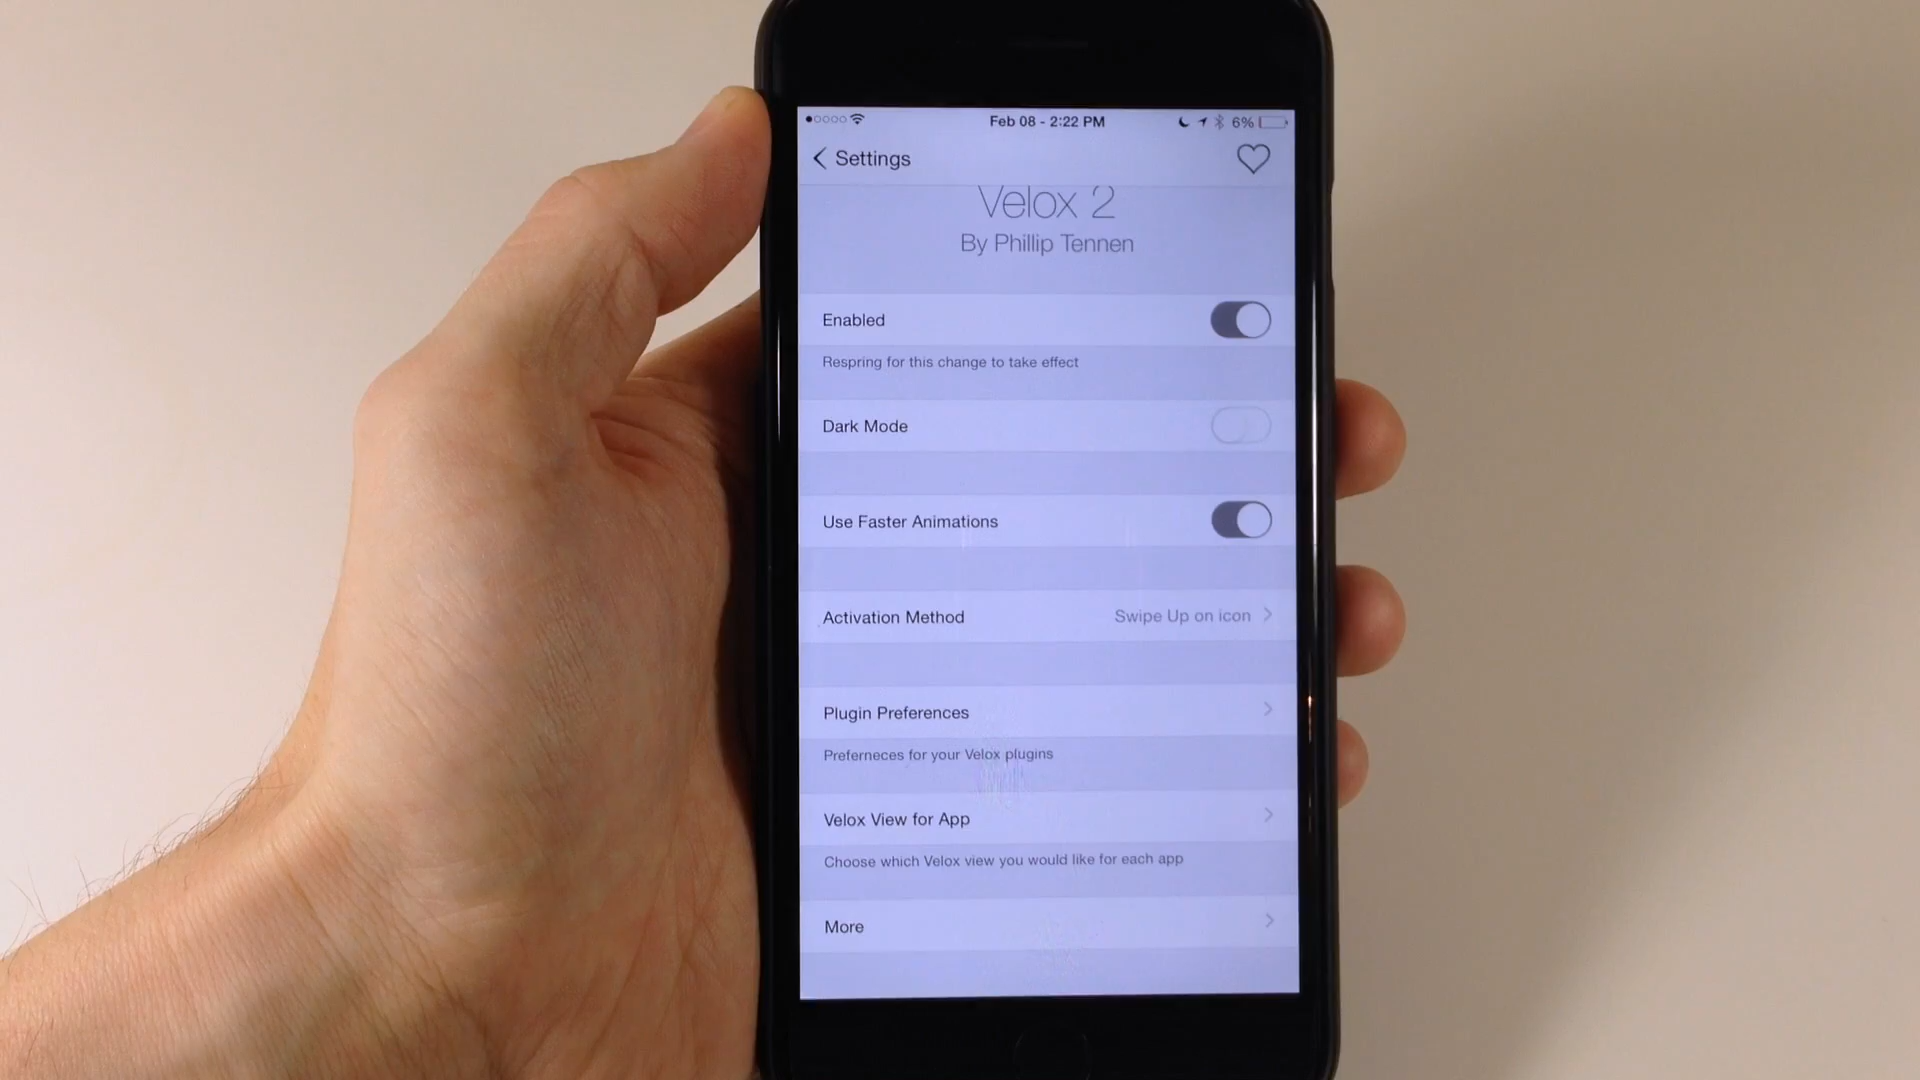 Feb 08 - 2:22 PM
6%
Settings
Velox 2
By Phillip Tennen
Enabled
Respring for this change to take effect
Dark Mode
Use Faster Animations
Activation Method
Swipe Up on icon
Plugin Preferences
Preferneces for your Velox plugins
Velox View for App
Choose which Velox view you would like for each app
More